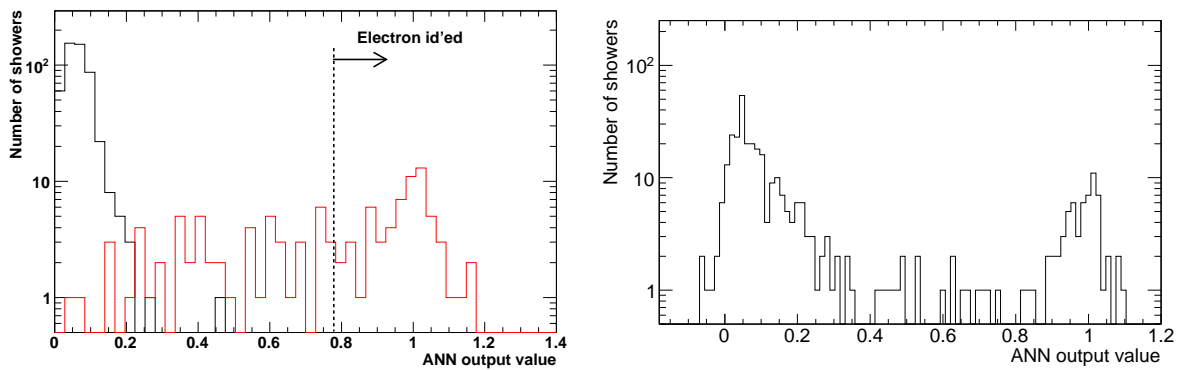 Number of showers
10²
10
1
Electron id'ed
0 0.2 0.4 0.6 0.8 1 1.2 1.4
ANN output value
Number of showers
10²
10
1
0 0.2 0.4 0.6 0.8 1 1.2
ANN output value